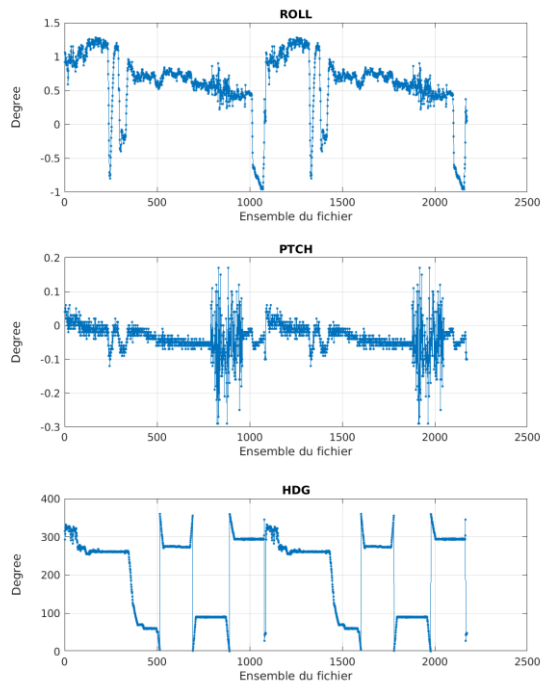 ROLL
1.5
1
0.5
0
-0.5
-1
Degree
0 500 1000 1500 2000 2500
Ensemble du fichier
PTCH
0.2
0.1
0
-0.1
-0.2
-0.3
Degree
0 500 1000 1500 2000 2500
Ensemble du fichier
HDG
400
300
200
100
0
Degree
0 500 1000 1500 2000 2500
Ensemble du fichier